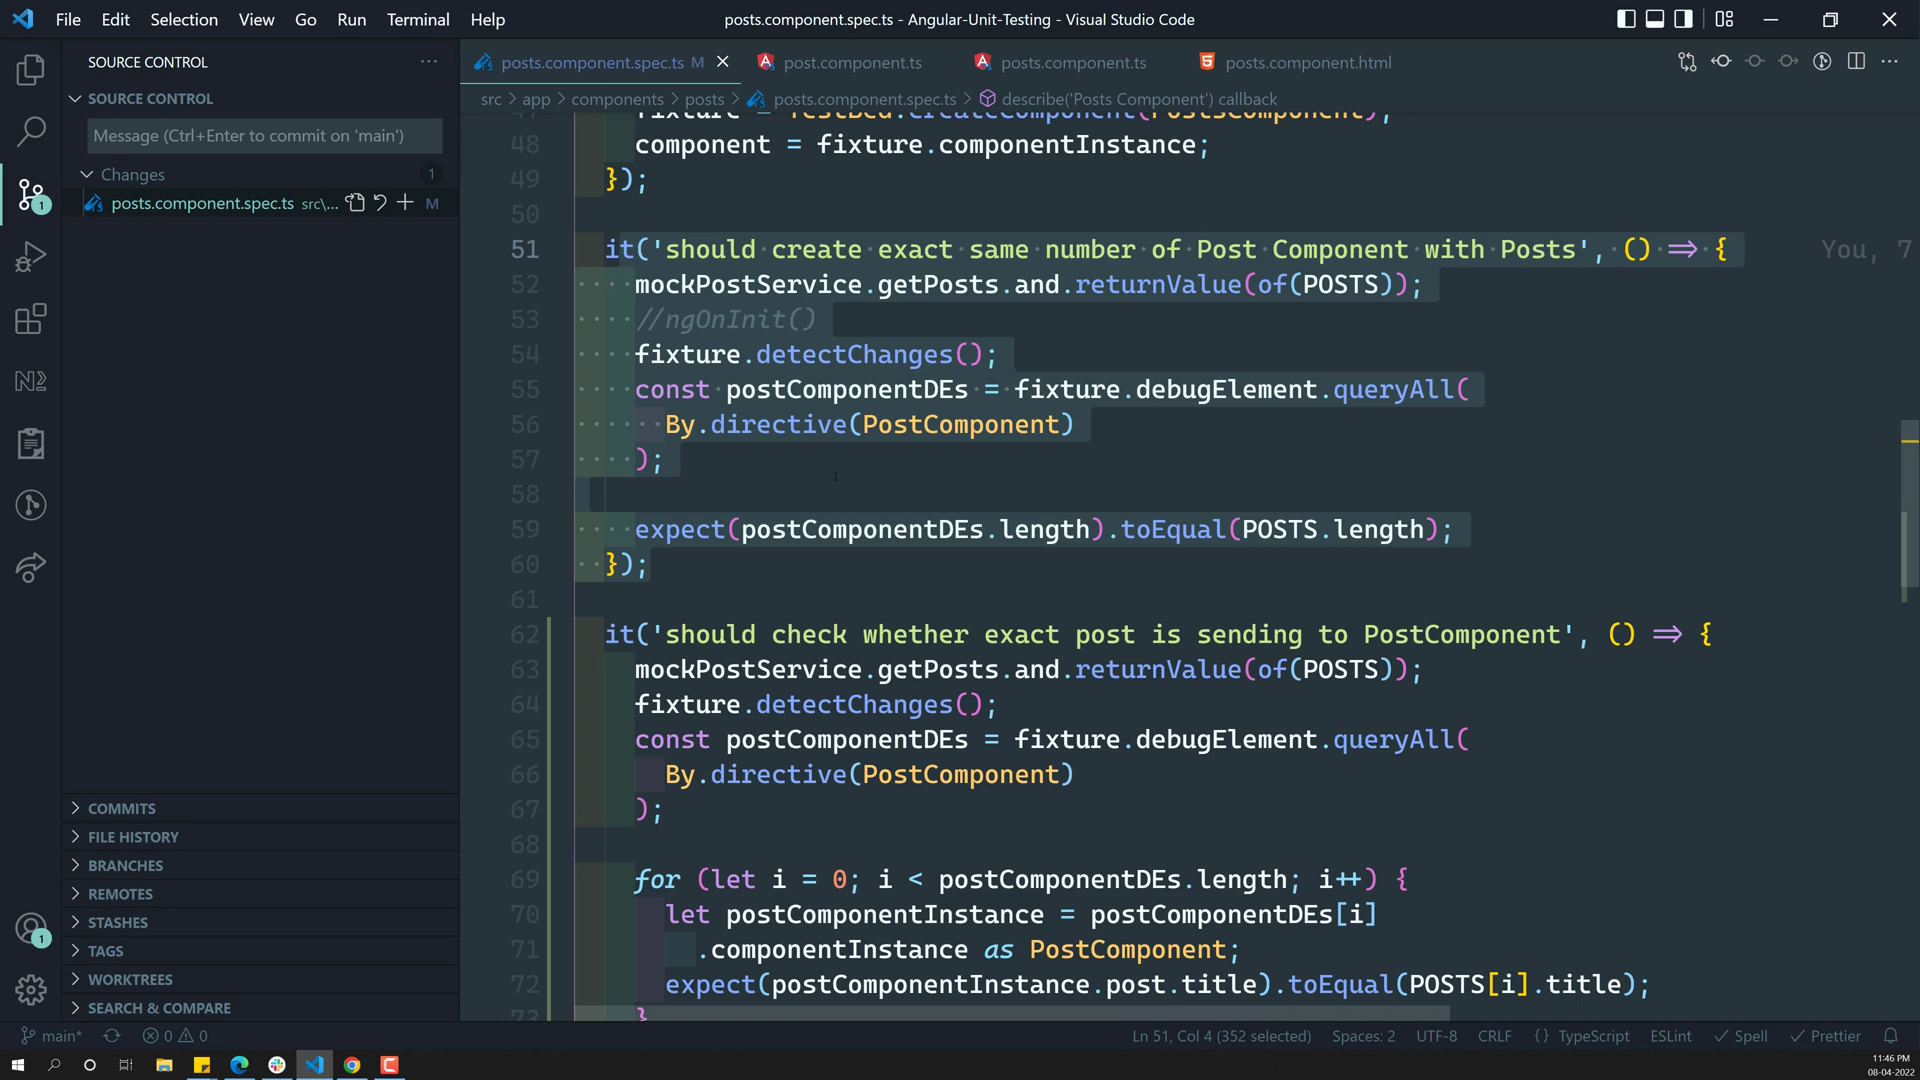 File Edit Selection View Go Run Terminal Help
posts.component.spec.ts - Angular-Unit-Testing - Visual Studio Code
SOURCE CONTROL
posts.component.spec.ts M
post.component.ts
posts.component.ts
posts.component.html
src > app > components > posts > posts.component.spec.ts > describe('Posts Component') callback
SOURCE CONTROL
Message (Ctrl+Enter to commit on 'main')
Changes 1
posts.component.spec.ts src\... M
1
1
COMMITS
FILE HISTORY
BRANCHES
REMOTES
STASHES
TAGS
WORKTREES
SEARCH & COMPARE
47 fixture = TestBed.createComponent(PostsComponent);
48 component = fixture.componentInstance;
49 });
50
51 it('should·create·exact·same·number·of·Post·Component·with·Posts',·()·=>·{ You, 7
52 ····mockPostService.getPosts.and.returnValue(of(POSTS));
53 ····//ngOnInit()
54 ····fixture.detectChanges();
55 ····const·postComponentDEs·=·fixture.debugElement.queryAll(
56 ······By.directive(PostComponent)
57 ····);
58
59 ····expect(postComponentDEs.length).toEqual(POSTS.length);
60 ··});
61
62 it('should check whether exact post is sending to PostComponent', () => {
63 mockPostService.getPosts.and.returnValue(of(POSTS));
64 fixture.detectChanges();
65 const postComponentDEs = fixture.debugElement.queryAll(
66 By.directive(PostComponent)
67 );
68
69 for (let i = 0; i < postComponentDEs.length; i++) {
70 let postComponentInstance = postComponentDEs[i]
71 .componentInstance as PostComponent;
72 expect(postComponentInstance.post.title).toEqual(POSTS[i].title);
73 }
main* 0 0 Ln 51, Col 4 (352 selected) Spaces: 2 UTF-8 CRLF {} TypeScript ESLint Spell Prettier
11:46 PM
08-04-2022